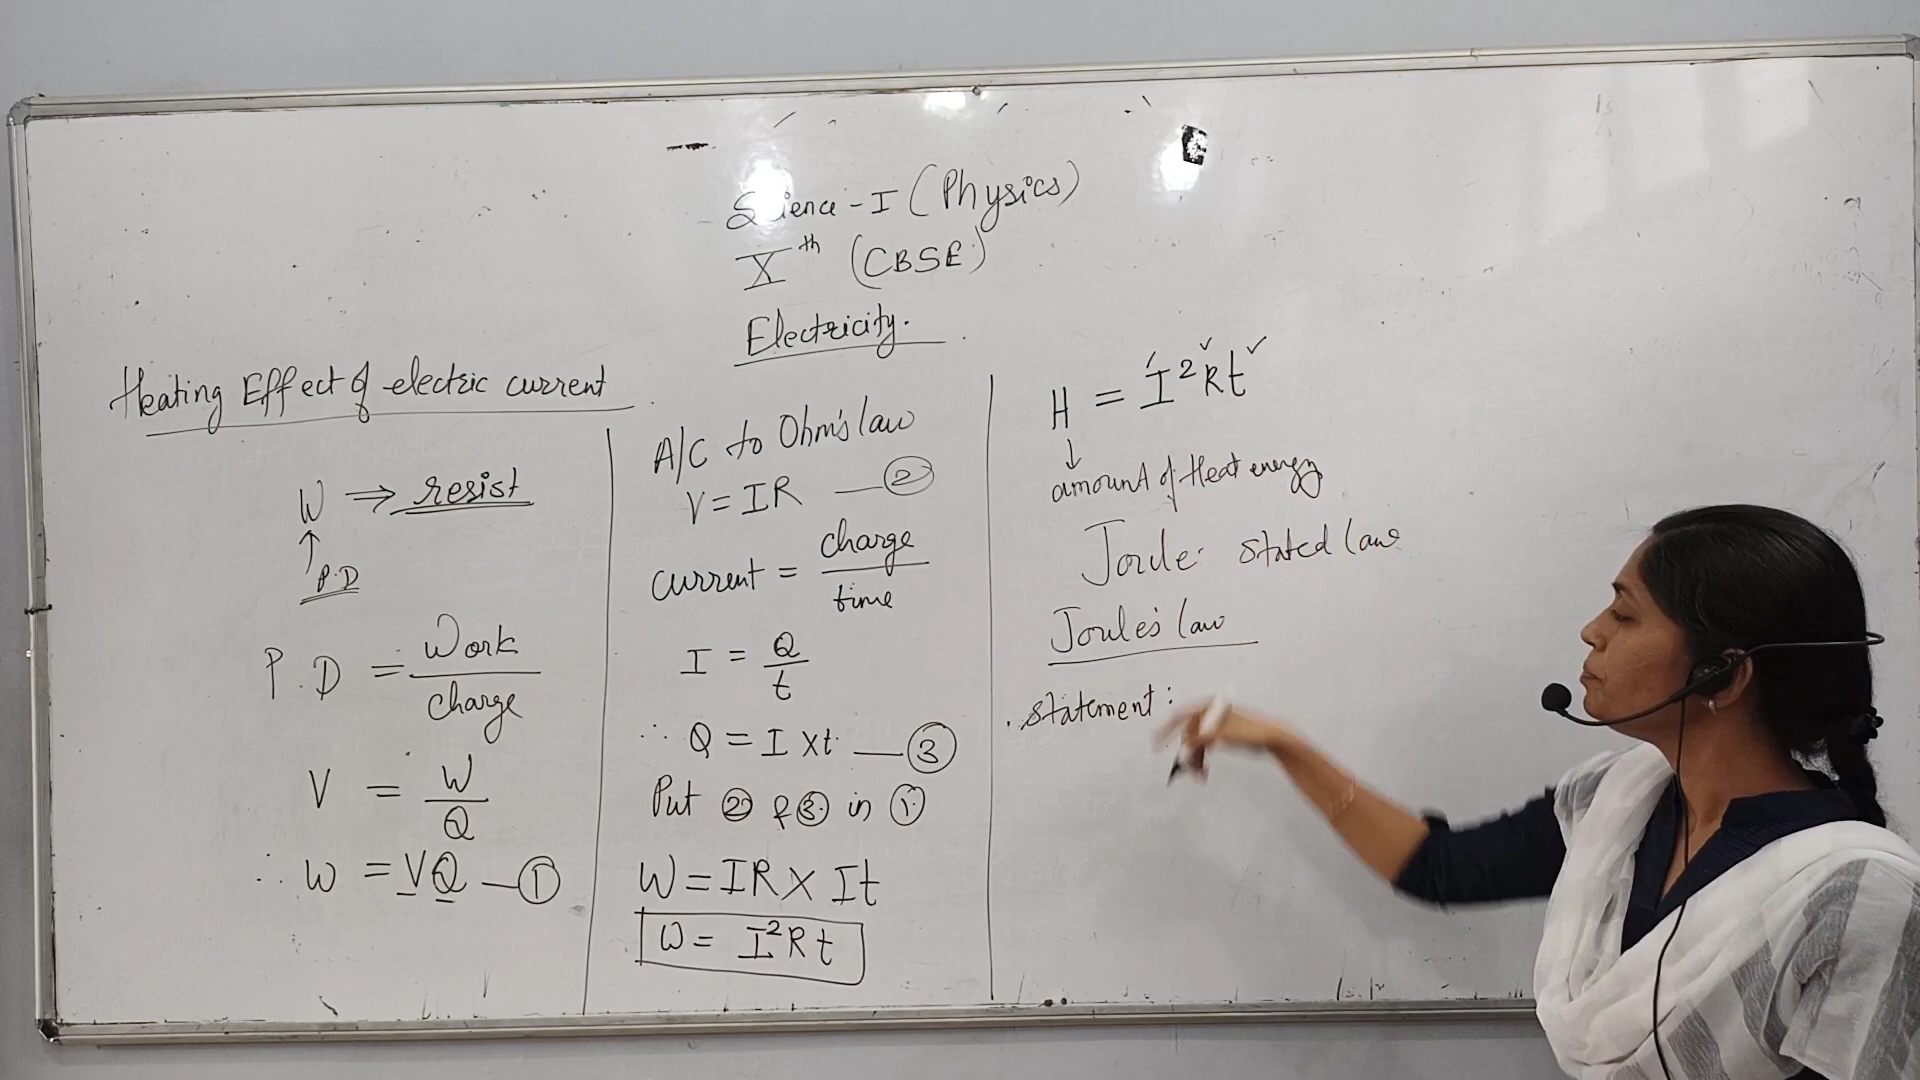 Science - I (Physics)
Xth (CBSE)
Electricity.
Heating Effect of electric current
W ⇒ resist
↑
P.D
P.D = Work / charge
V = W / Q
∴ W = VQ — ①
A/C to Ohm's law
V = IR — ②
current = charge / time
I = Q / t
∴ Q = I x t — ③
Put ② & ③ in ①
W = IR X It
W = I²Rt
H = I²Rt
↓
amount of Heat energy
Joule stated law
Joule's law
statement :